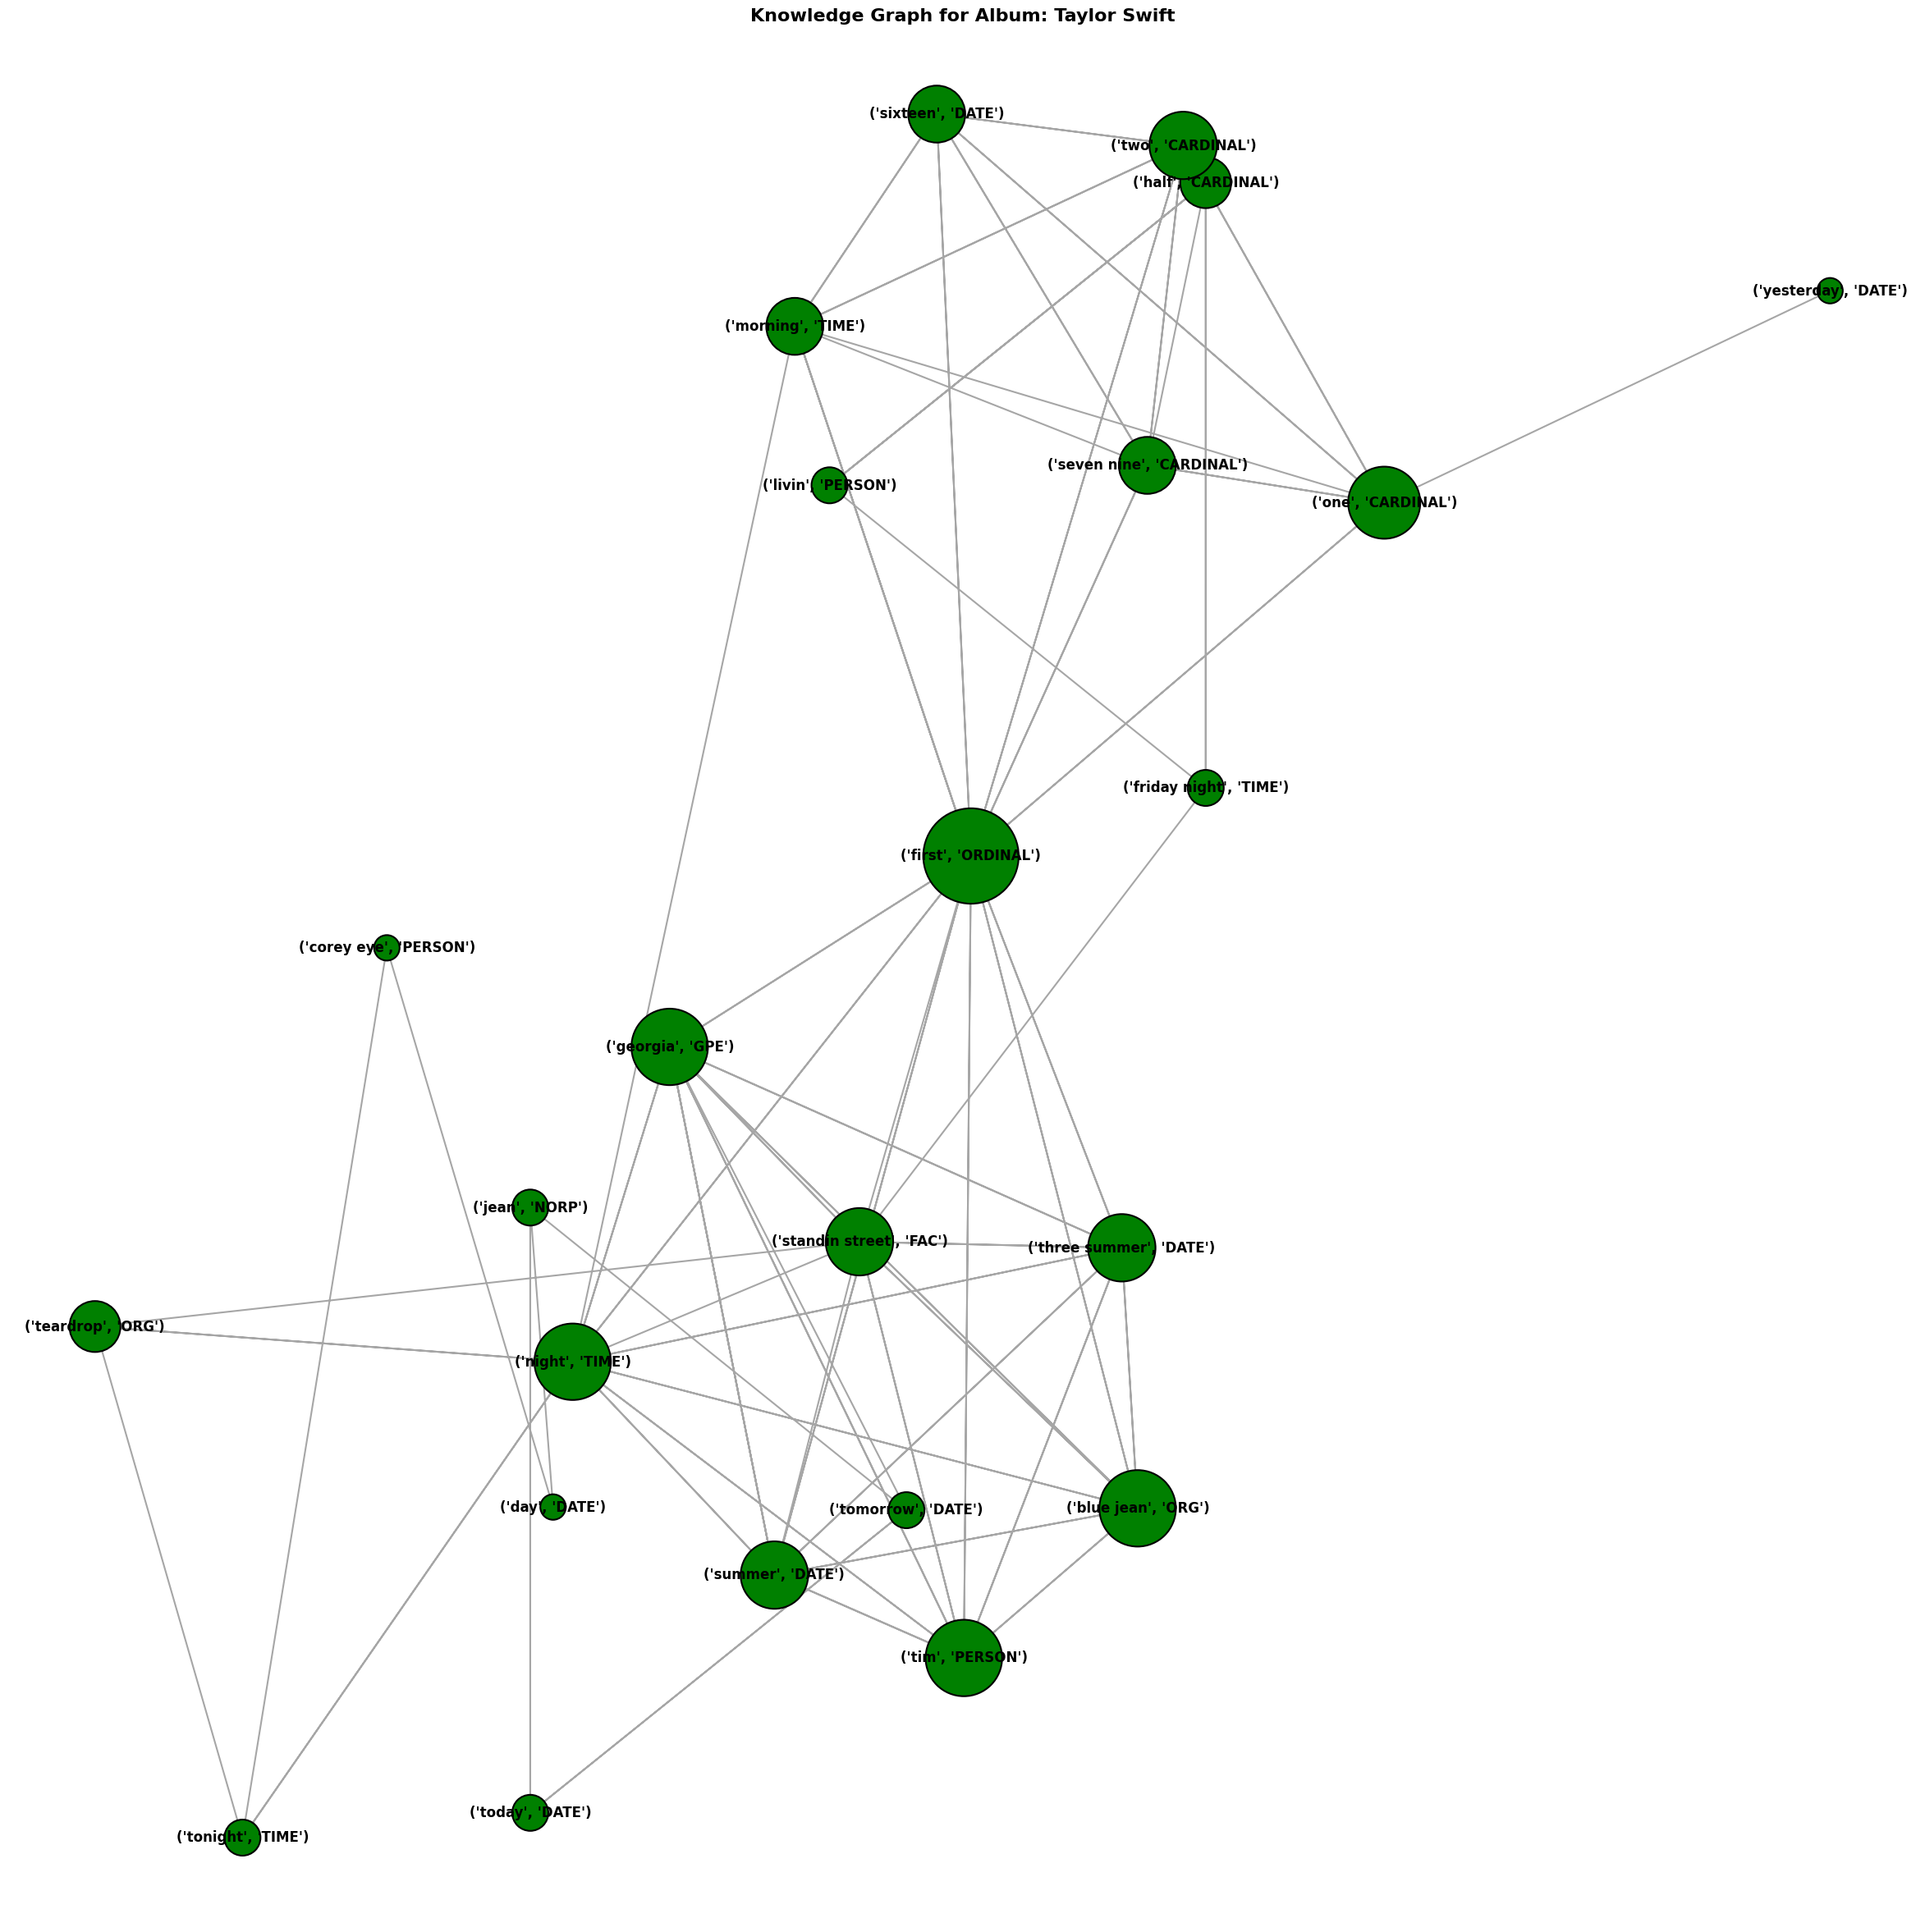 Knowledge Graph for Album: Taylor Swift
('sixteen', 'DATE')
('two', 'CARDINAL')
('half', 'CARDINAL')
('yesterday', 'DATE')
('morning', 'TIME')
('seven nine', 'CARDINAL')
('livin', 'PERSON')
('one', 'CARDINAL')
('friday night', 'TIME')
('first', 'ORDINAL')
('corey eye', 'PERSON')
('georgia', 'GPE')
('jean', 'NORP')
('standin street', 'FAC')
('three summer', 'DATE')
('teardrop', 'ORG')
('night', 'TIME')
('day', 'DATE')
('tomorrow', 'DATE')
('blue jean', 'ORG')
('summer', 'DATE')
('tim', 'PERSON')
('today', 'DATE')
('tonight', 'TIME')